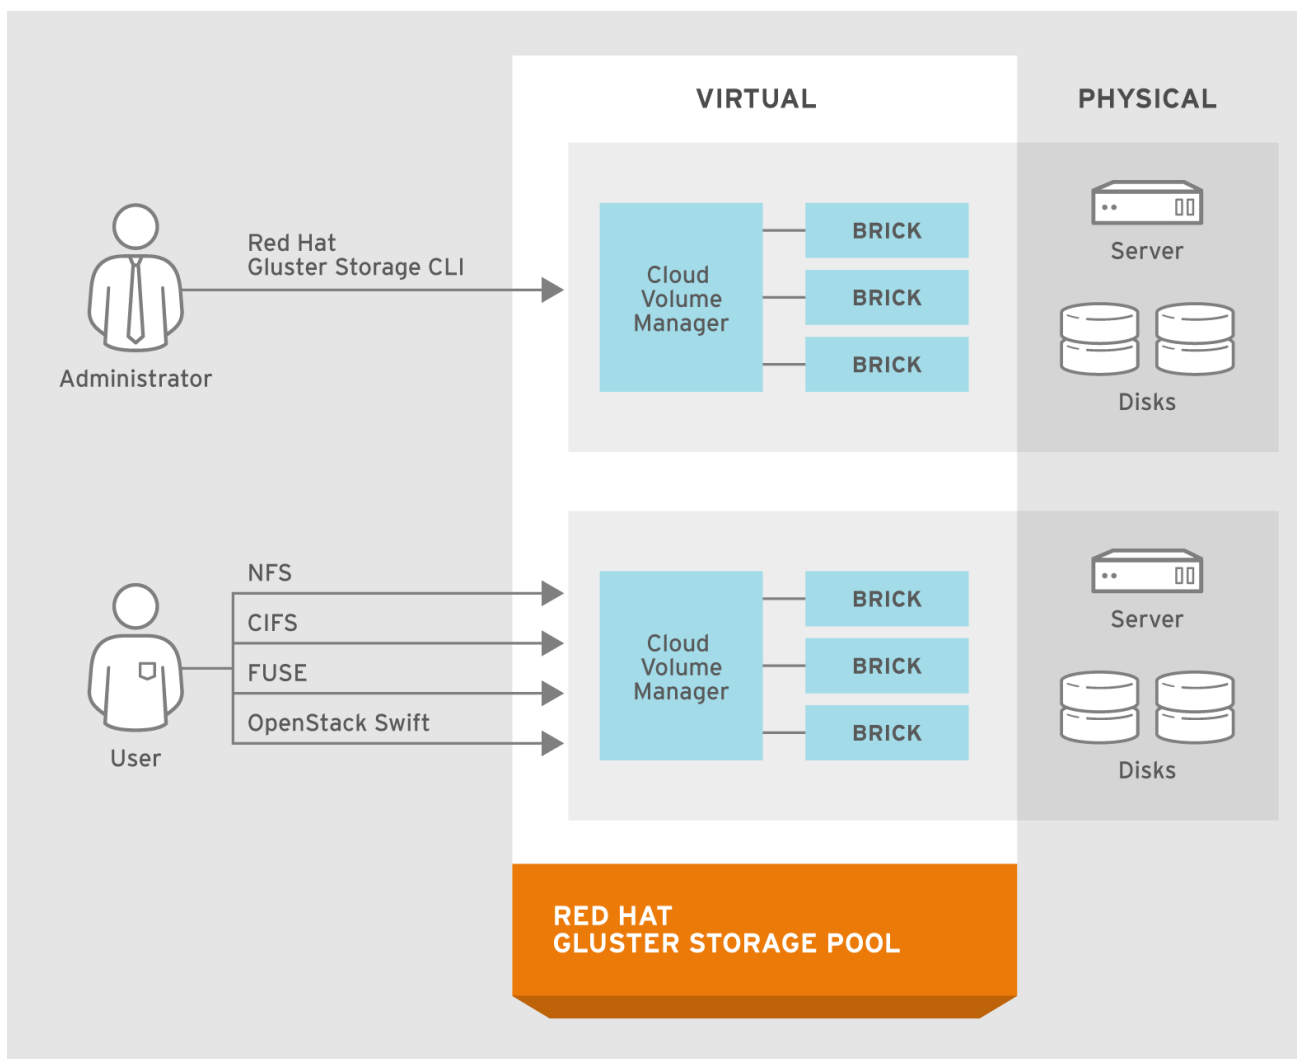 VIRTUAL
PHYSICAL
Red Hat
Gluster Storage CLI
Administrator
Cloud
Volume
Manager
BRICK
BRICK
BRICK
Server
Disks
NFS
CIFS
FUSE
OpenStack Swift
User
Cloud
Volume
Manager
BRICK
BRICK
BRICK
Server
Disks
RED HAT
GLUSTER STORAGE POOL